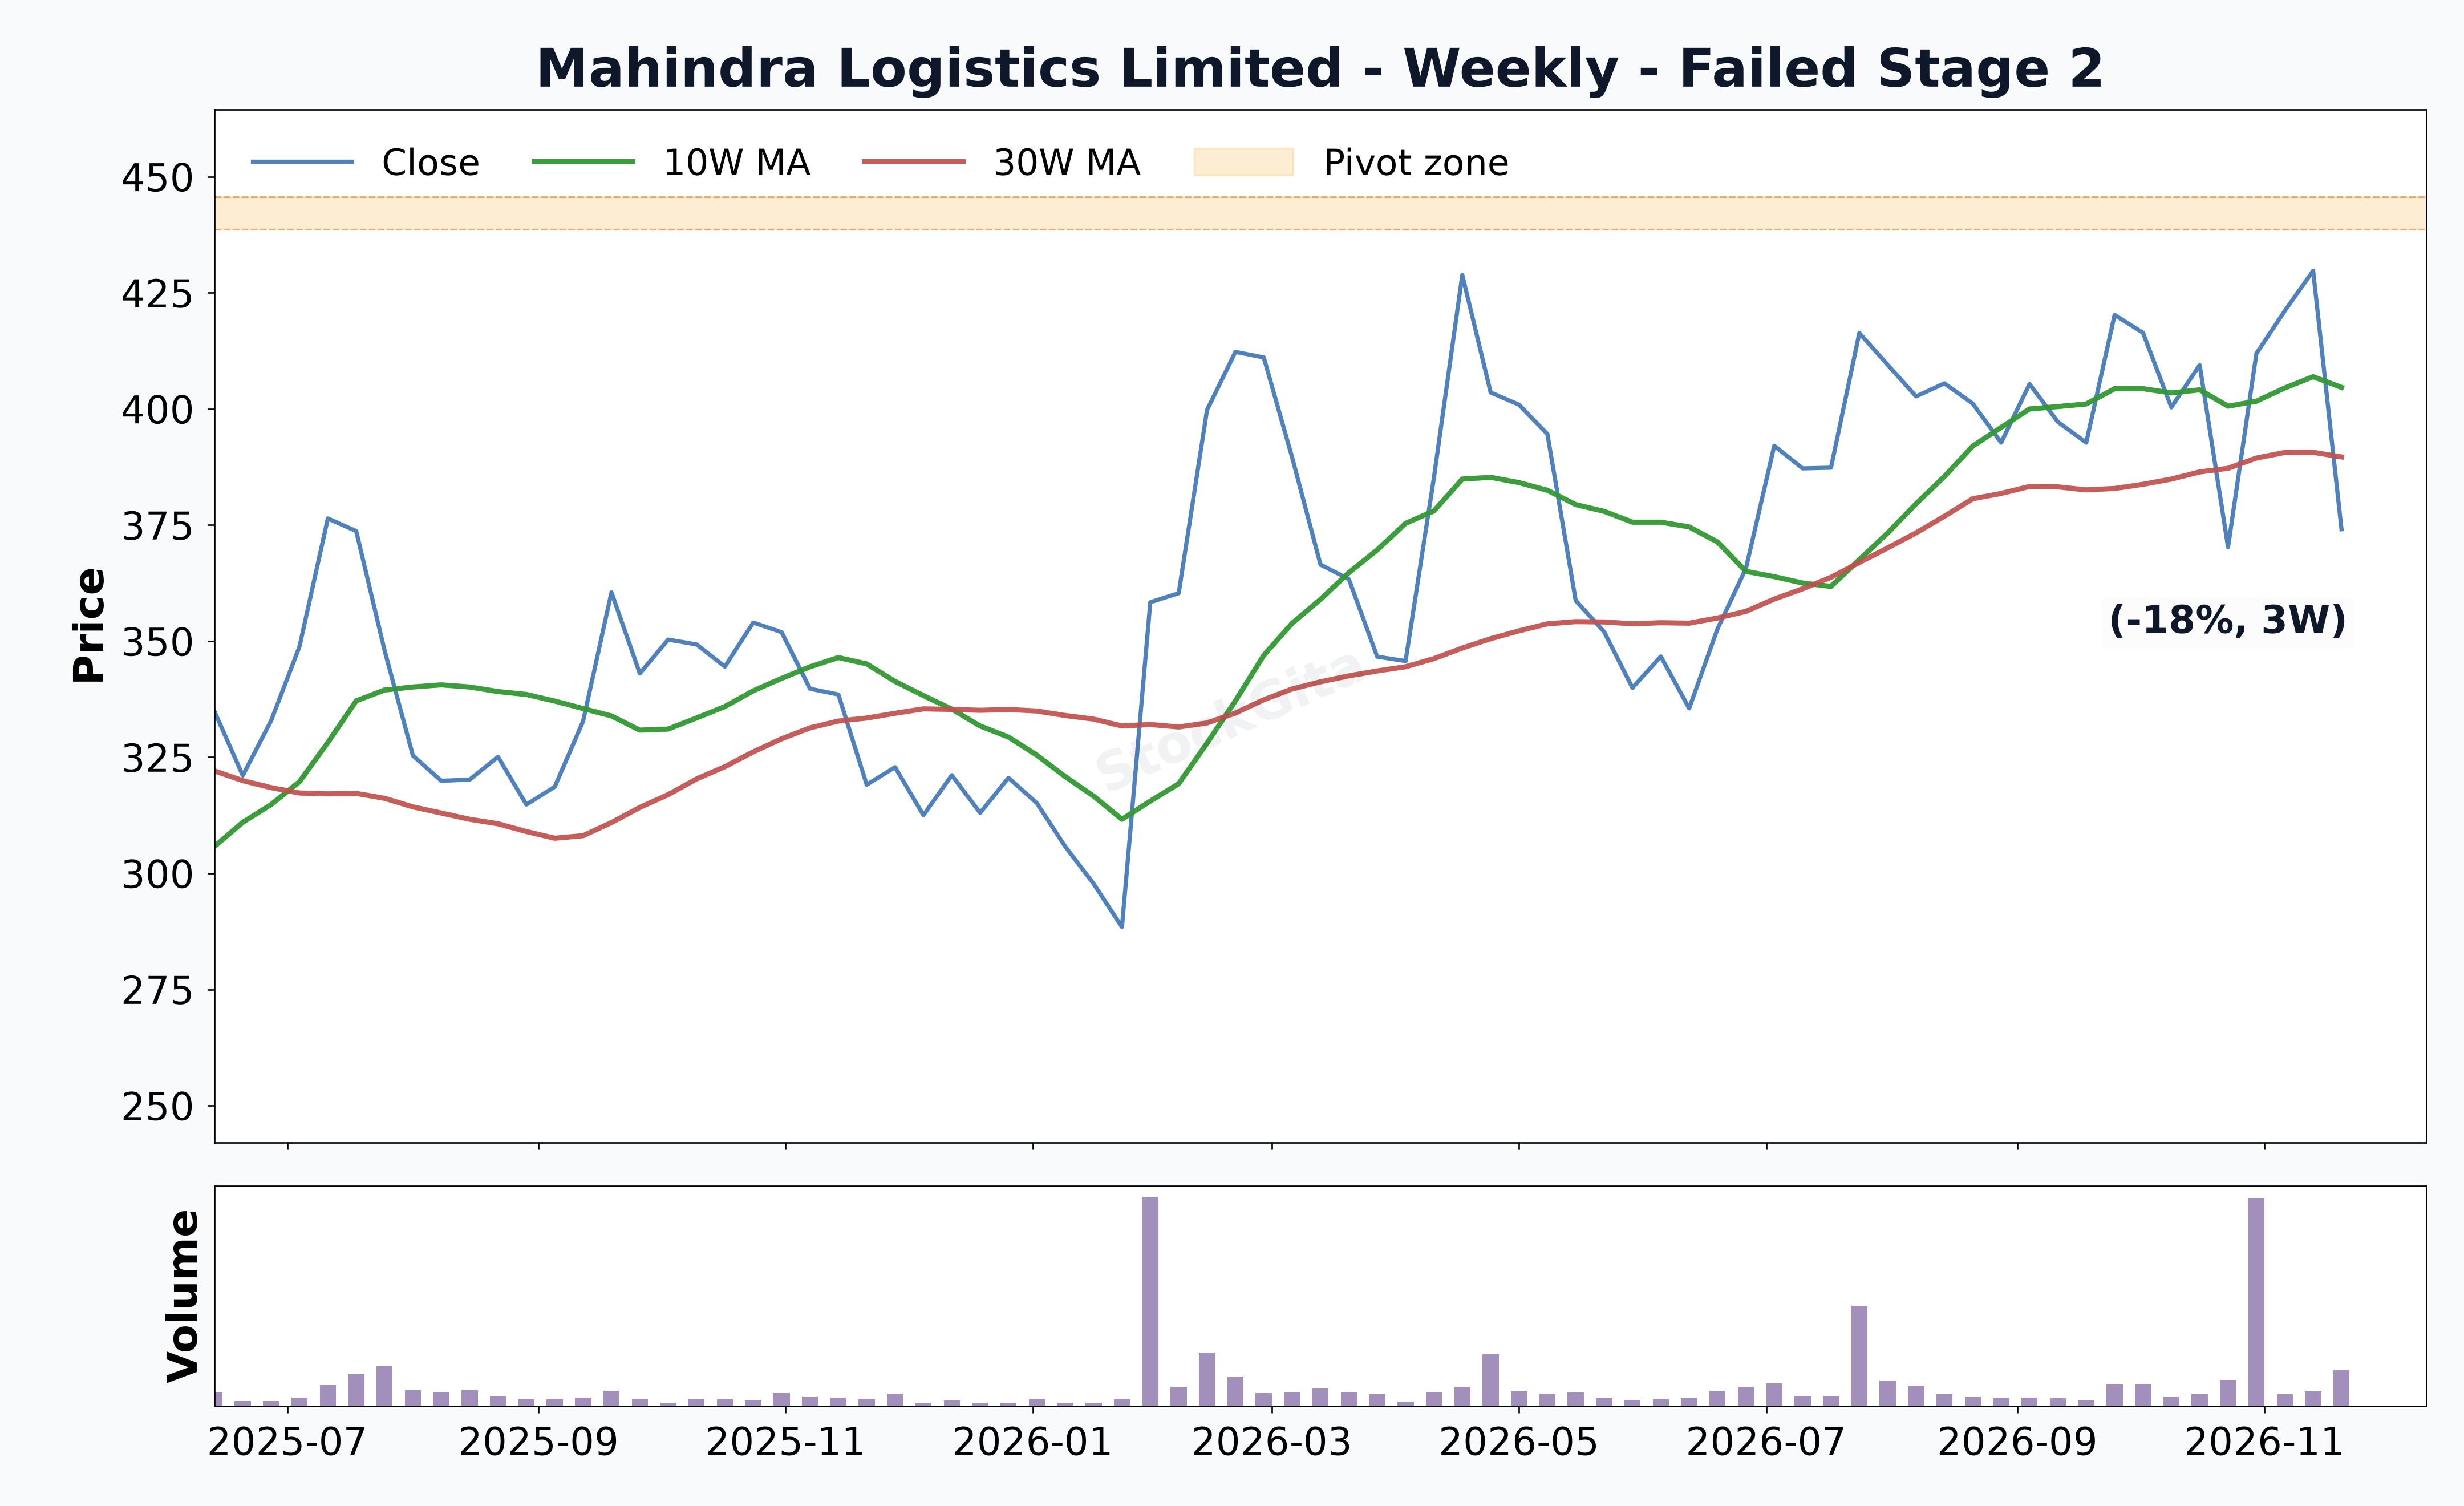 Mahindra Logistics Limited - Weekly - Failed Stage 2
Close 10W MA 30W MA Pivot zone
450
425
400
375
350
325
300
275
250
Price
(-18%, 3W)
StockGita
Volume
2025-07 2025-09 2025-11 2026-01 2026-03 2026-05 2026-07 2026-09 2026-11